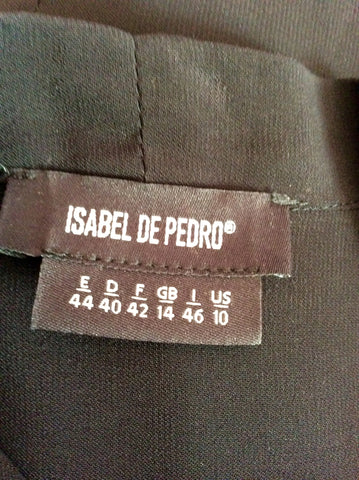 ISABEL DE PEDRO®
E D F GB I US
44 40 42 14 46 10